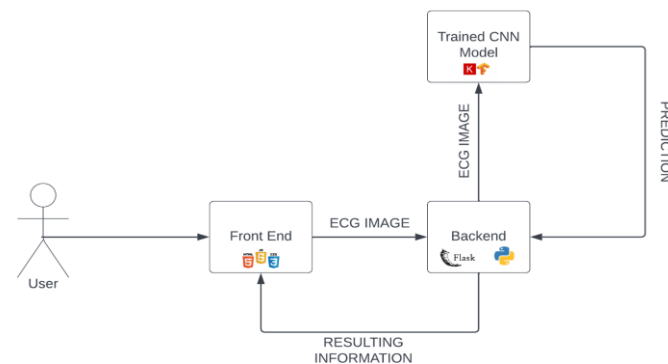 Trained CNN
Model
K
ECG IMAGE
PREDICTION
User
Front End
ECG IMAGE
Backend
Flask
RESULTING
INFORMATION